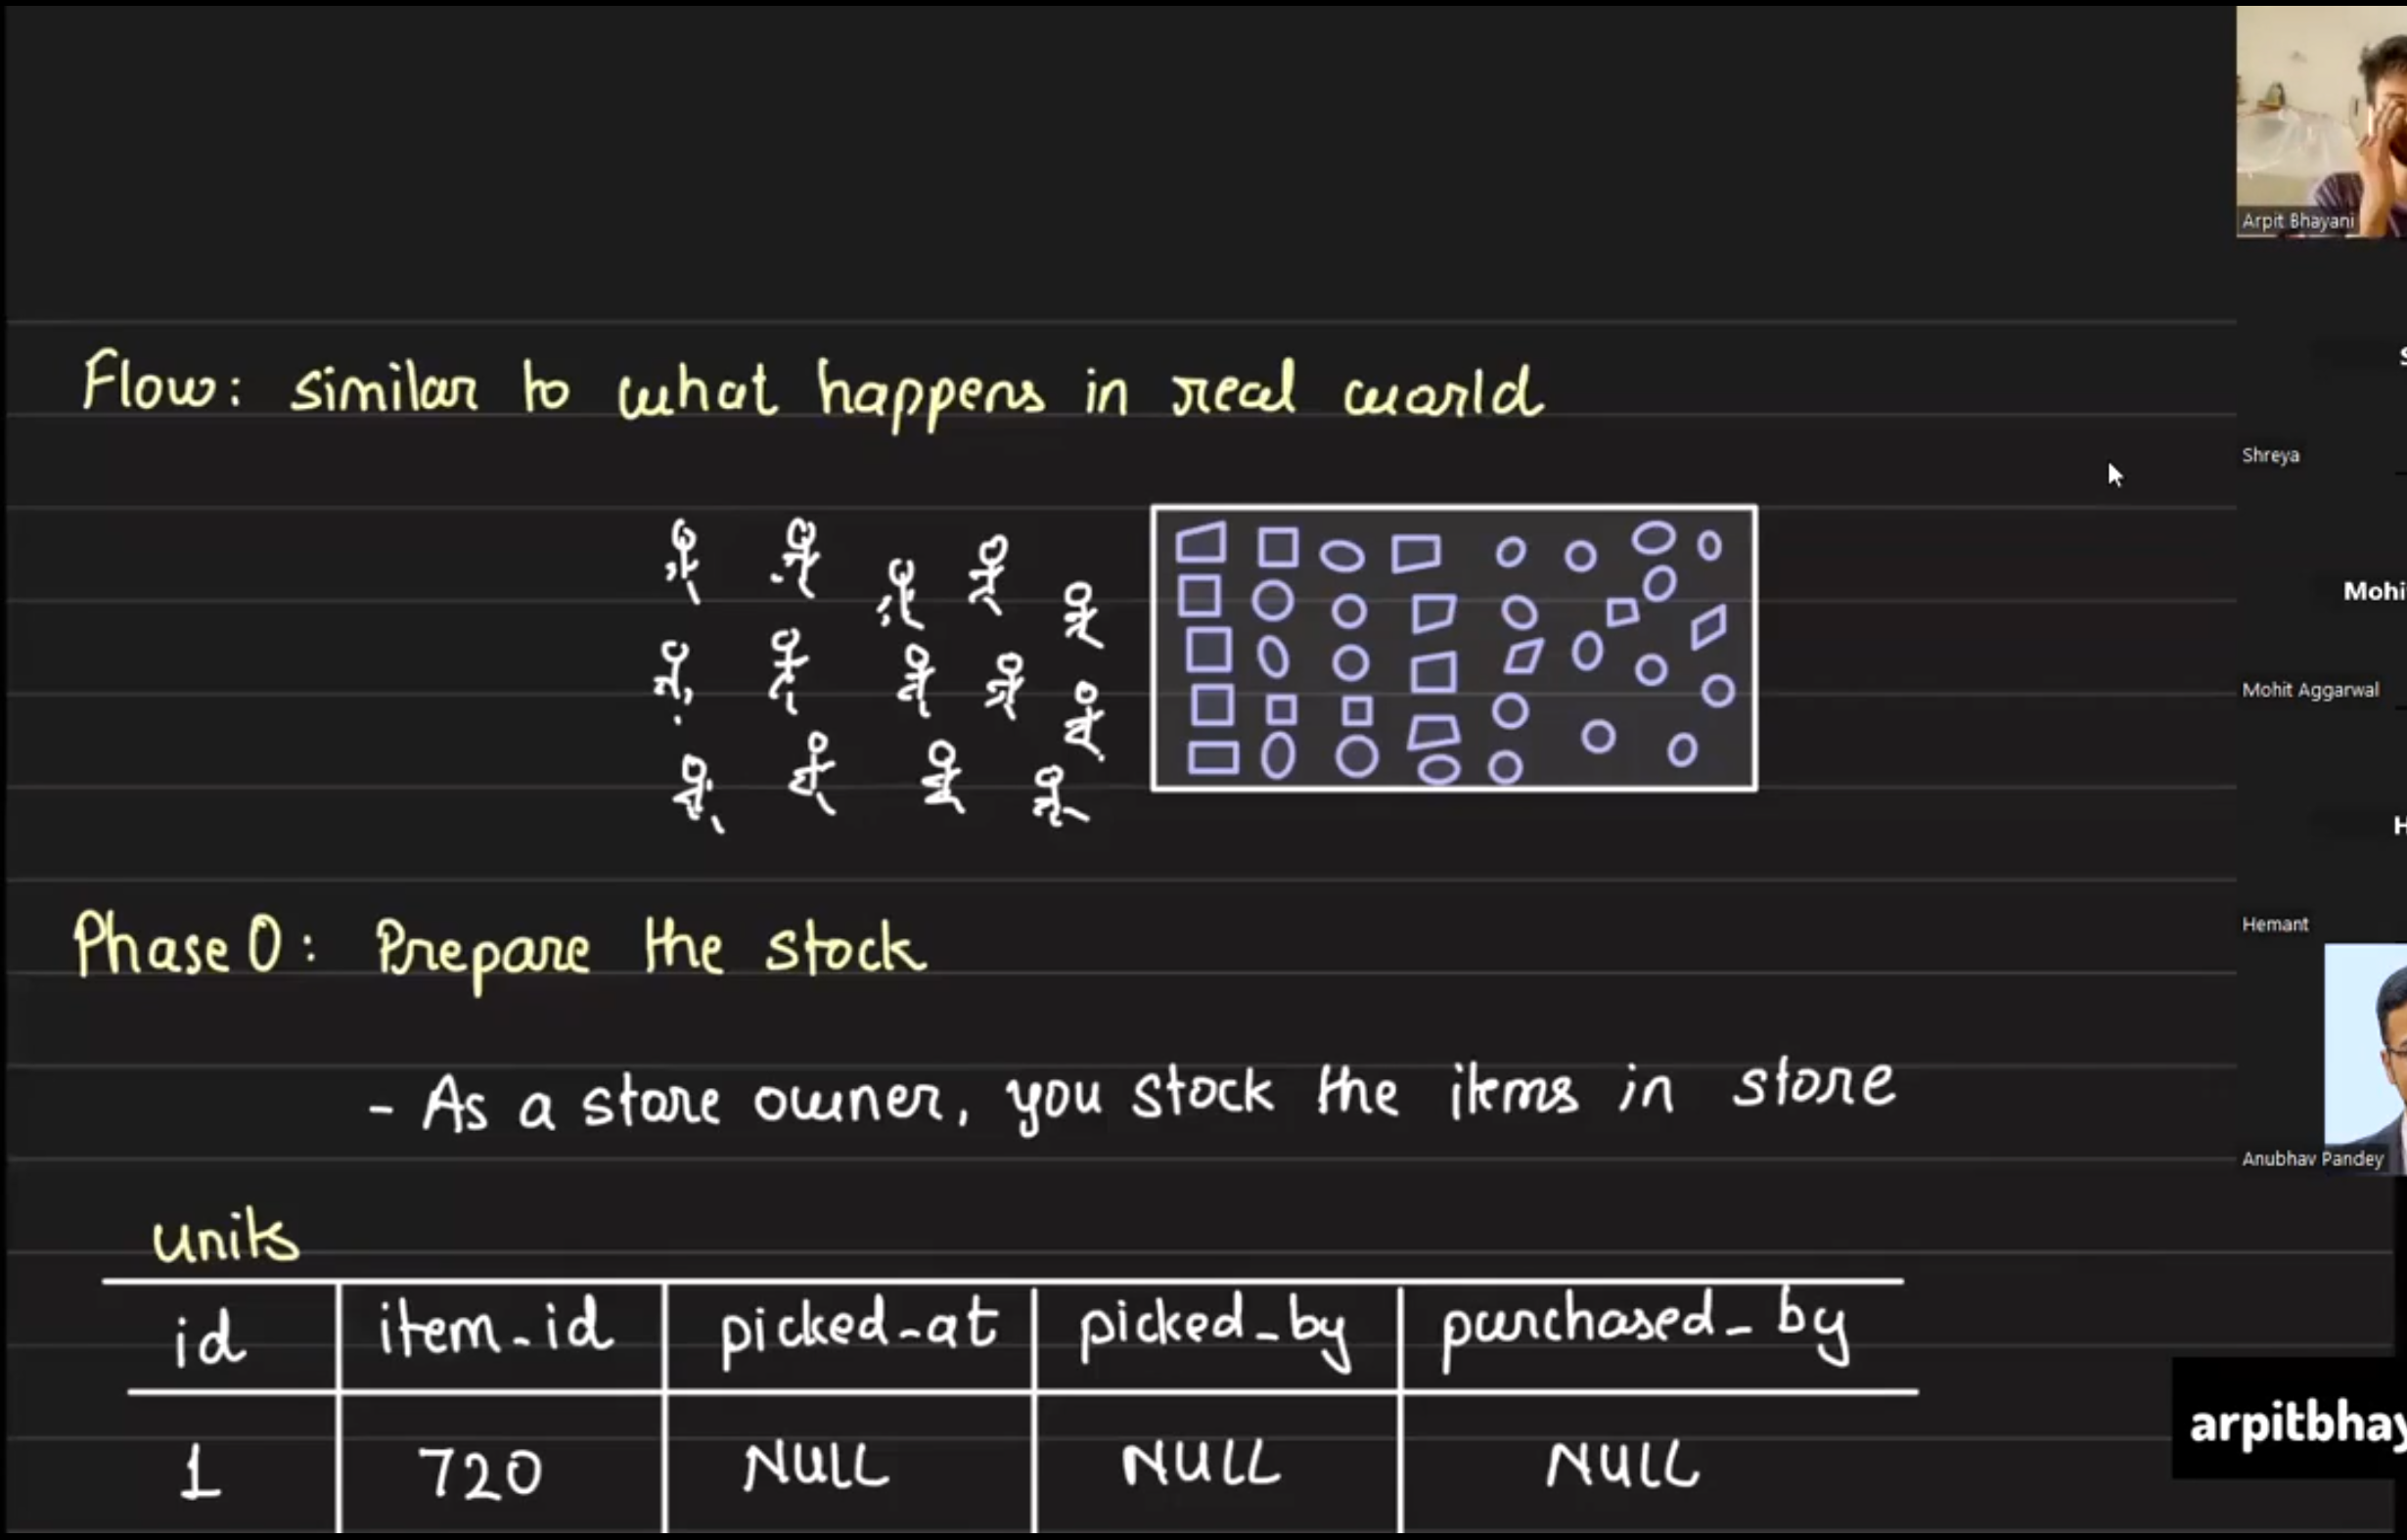 Arpit Bhayani
Flow: similar to what happens in real world
Shreya
Mohi
Mohit Aggarwal
H
Phase 0: Prepare the stock
Hemant
- As a store owner, you stock the items in store
Anubhav Pandey
units
id item_id picked_at picked_by purchased_by
1 720 NULL NULL NULL
arpitbhay